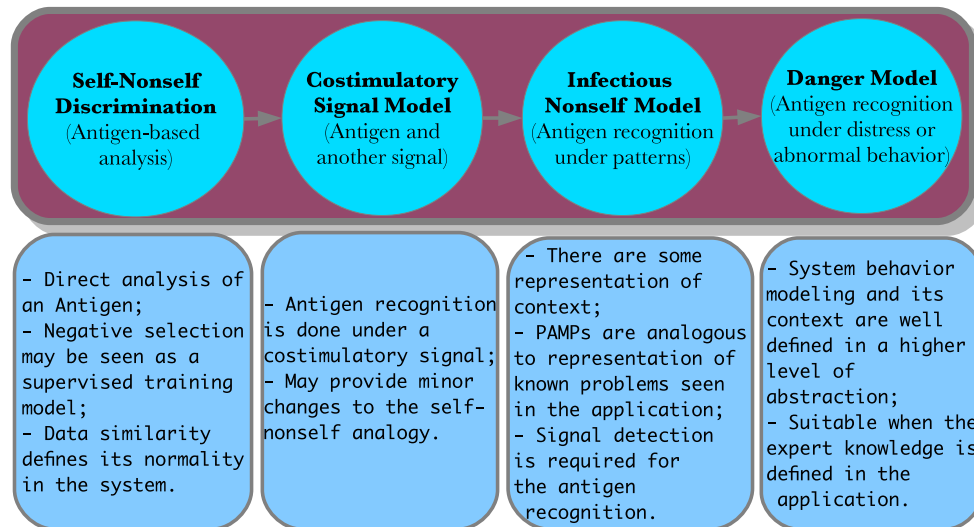 Self-Nonself
Discrimination
(Antigen-based
analysis)
Costimulatory
Signal Model
(Antigen and
another signal)
Infectious
Nonself Model
(Antigen recognition
under patterns)
Danger Model
(Antigen recognition
under distress or
abnormal behavior)
- Direct analysis of
an Antigen;
- Negative selection
may be seen as a
supervised training
model;
- Data similarity
defines its normality
in the system.
- Antigen recognition
is done under a
costimulatory signal;
- May provide minor
changes to the self-
nonself analogy.
- There are some
representation of
context;
- PAMPs are analogous
to representation of
known problems seen
in the application;
- Signal detection
is required for
the antigen
recognition.
- System behavior
modeling and its
context are well
defined in a higher
level of
abstraction;
- Suitable when the
expert knowledge is
defined in the
application.